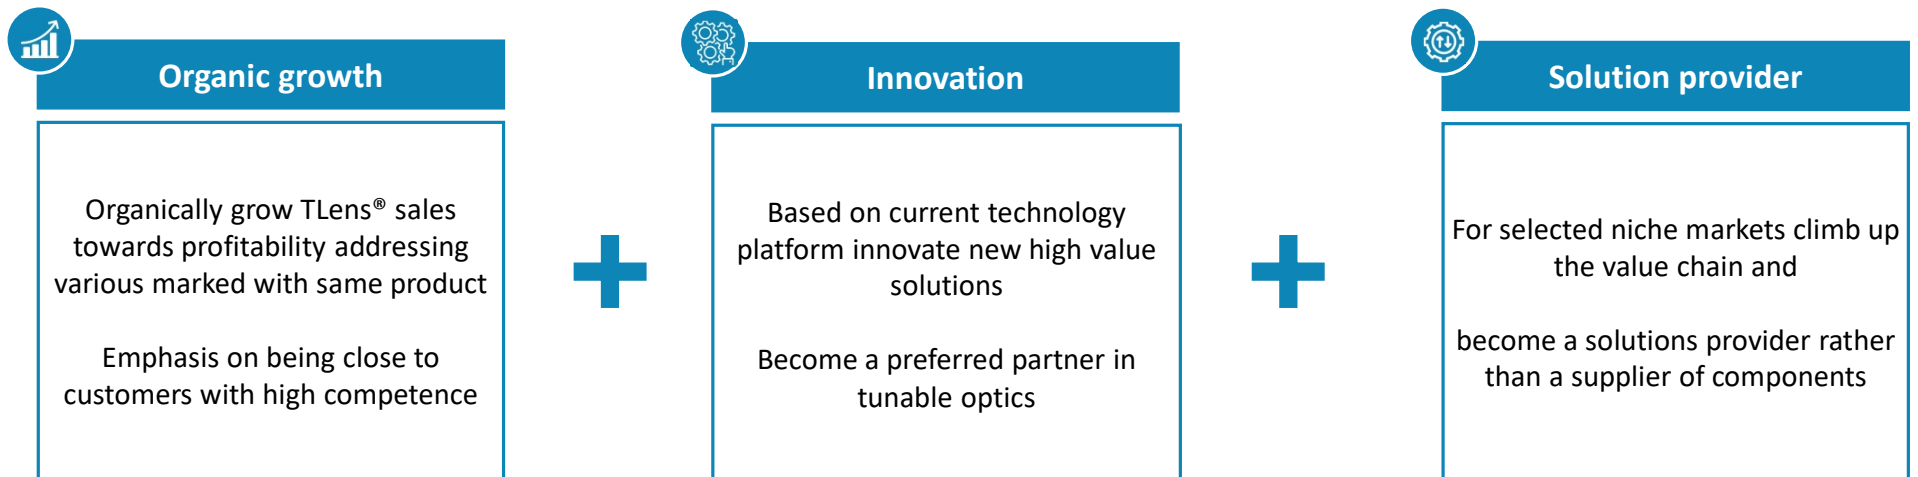 Organic growth
Organically grow TLens® sales
towards profitability addressing
various marked with same product
Emphasis on being close to
customers with high competence
Innovation
Based on current technology
platform innovate new high value
solutions
Become a preferred partner in
tunable optics
Solution provider
For selected niche markets climb up
the value chain and
become a solutions provider rather
than a supplier of components